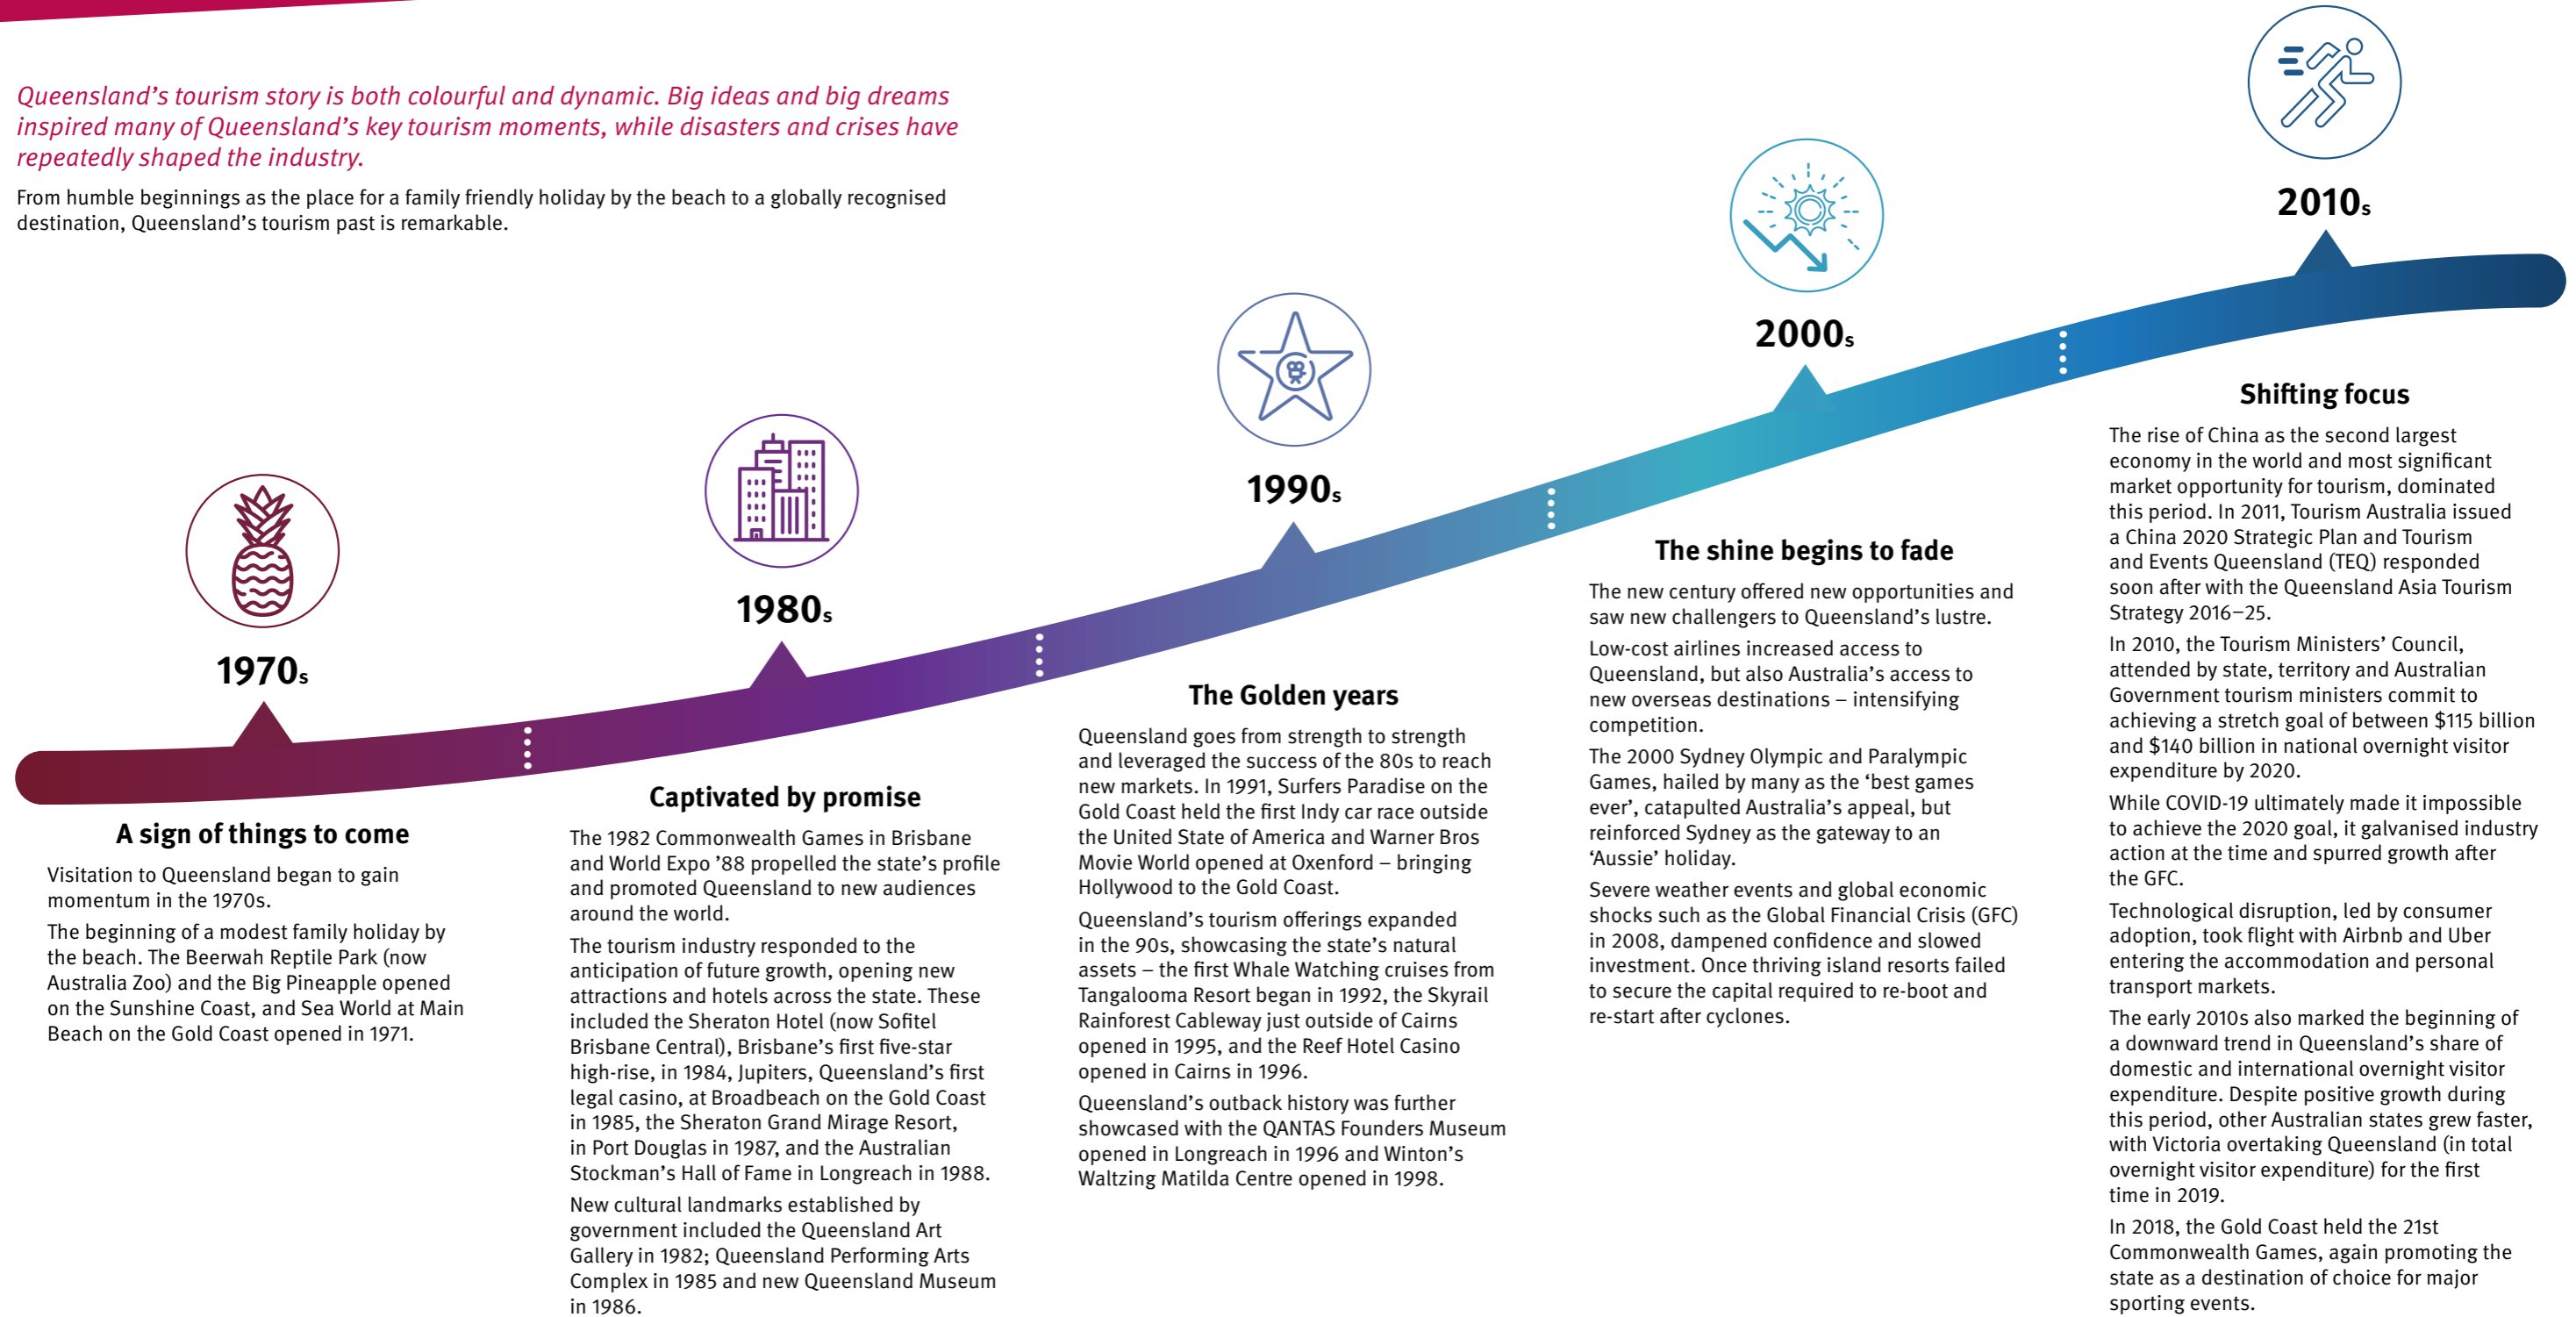 Queensland’s tourism story is both colourful and dynamic. Big ideas and big dreams
inspired many of Queensland’s key tourism moments, while disasters and crises have
repeatedly shaped the industry.
From humble beginnings as the place for a family friendly holiday by the beach to a globally recognised
destination, Queensland’s tourism past is remarkable.
1970s
A sign of things to come
Visitation to Queensland began to gain
momentum in the 1970s.
The beginning of a modest family holiday by
the beach. The Beerwah Reptile Park (now
Australia Zoo) and the Big Pineapple opened
on the Sunshine Coast, and Sea World at Main
Beach on the Gold Coast opened in 1971.
1980s
Captivated by promise
The 1982 Commonwealth Games in Brisbane
and World Expo ’88 propelled the state’s profile
and promoted Queensland to new audiences
around the world.
The tourism industry responded to the
anticipation of future growth, opening new
attractions and hotels across the state. These
included the Sheraton Hotel (now Sofitel
Brisbane Central), Brisbane’s first five-star
high-rise, in 1984, Jupiters, Queensland’s first
legal casino, at Broadbeach on the Gold Coast
in 1985, the Sheraton Grand Mirage Resort,
in Port Douglas in 1987, and the Australian
Stockman’s Hall of Fame in Longreach in 1988.
New cultural landmarks established by
government included the Queensland Art
Gallery in 1982; Queensland Performing Arts
Complex in 1985 and new Queensland Museum
in 1986.
1990s
The Golden years
Queensland goes from strength to strength
and leveraged the success of the 80s to reach
new markets. In 1991, Surfers Paradise on the
Gold Coast held the first Indy car race outside
the United State of America and Warner Bros
Movie World opened at Oxenford – bringing
Hollywood to the Gold Coast.
Queensland’s tourism offerings expanded
in the 90s, showcasing the state’s natural
assets – the first Whale Watching cruises from
Tangalooma Resort began in 1992, the Skyrail
Rainforest Cableway just outside of Cairns
opened in 1995, and the Reef Hotel Casino
opened in Cairns in 1996.
Queensland’s outback history was further
showcased with the QANTAS Founders Museum
opened in Longreach in 1996 and Winton’s
Waltzing Matilda Centre opened in 1998.
2000s
The shine begins to fade
The new century offered new opportunities and
saw new challengers to Queensland’s lustre.
Low-cost airlines increased access to
Queensland, but also Australia’s access to
new overseas destinations – intensifying
competition.
The 2000 Sydney Olympic and Paralympic
Games, hailed by many as the ‘best games
ever’, catapulted Australia’s appeal, but
reinforced Sydney as the gateway to an
‘Aussie’ holiday.
Severe weather events and global economic
shocks such as the Global Financial Crisis (GFC)
in 2008, dampened confidence and slowed
investment. Once thriving island resorts failed
to secure the capital required to re-boot and
re-start after cyclones.
2010s
Shifting focus
The rise of China as the second largest
economy in the world and most significant
market opportunity for tourism, dominated
this period. In 2011, Tourism Australia issued
a China 2020 Strategic Plan and Tourism
and Events Queensland (TEQ) responded
soon after with the Queensland Asia Tourism
Strategy 2016–25.
In 2010, the Tourism Ministers’ Council,
attended by state, territory and Australian
Government tourism ministers commit to
achieving a stretch goal of between $115 billion
and $140 billion in national overnight visitor
expenditure by 2020.
While COVID-19 ultimately made it impossible
to achieve the 2020 goal, it galvanised industry
action at the time and spurred growth after
the GFC.
Technological disruption, led by consumer
adoption, took flight with Airbnb and Uber
entering the accommodation and personal
transport markets.
The early 2010s also marked the beginning of
a downward trend in Queensland’s share of
domestic and international overnight visitor
expenditure. Despite positive growth during
this period, other Australian states grew faster,
with Victoria overtaking Queensland (in total
overnight visitor expenditure) for the first
time in 2019.
In 2018, the Gold Coast held the 21st
Commonwealth Games, again promoting the
state as a destination of choice for major
sporting events.